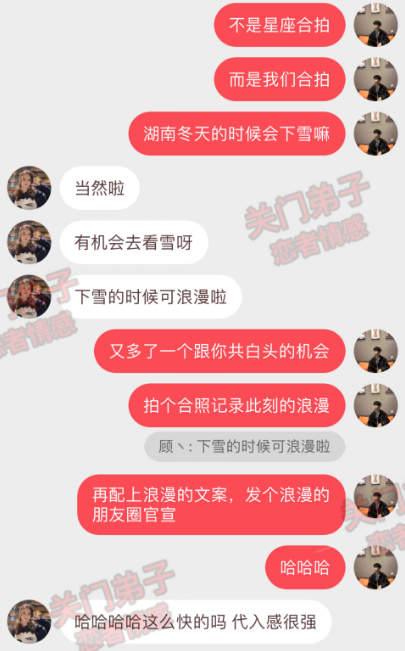 不是星座合拍
而是我们合拍
湖南冬天的时候会下雪嘛
当然啦
关门弟子
恋者情感
有机会去看雪呀
下雪的时候可浪漫啦
子
恋者情感
又多了一个跟你共白头的机会
拍个合照记录此刻的浪漫
顾丶: 下雪的时候可浪漫啦
再配上浪漫的文案，发个浪漫的
朋友圈官宣
关门
恋者
哈哈哈
关门弟子
恋者情感
哈哈哈哈这么快的吗 代入感很强